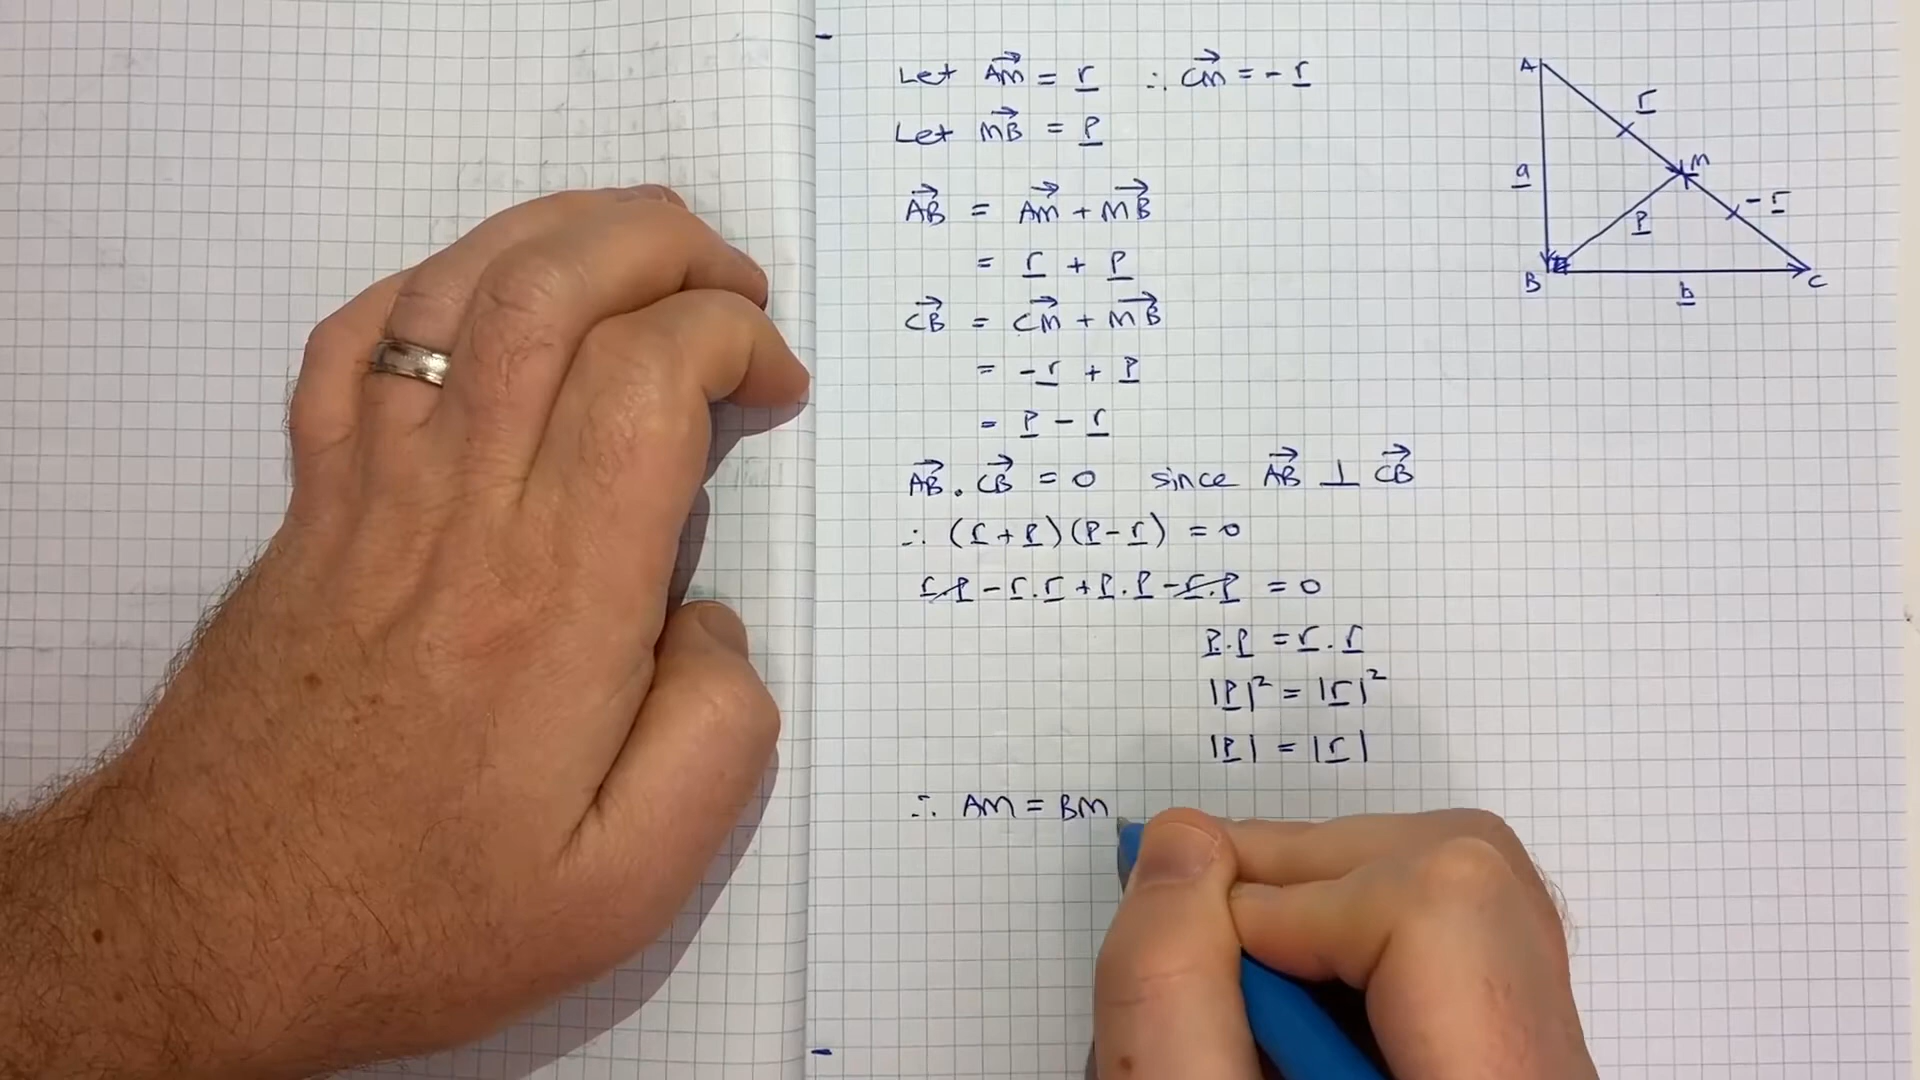 Let AM⃗ = r ∴ CM⃗ = - r
Let MB⃗ = p
AB⃗ = AM⃗ + MB⃗
= r + p
CB⃗ = CM⃗ + MB⃗
= - r + p
= p - r
AB⃗ . CB⃗ = 0 since AB⃗ ⊥ CB⃗
∴ (r + p)(p - r) = 0
r.p - r.r + p.p - r.p = 0
p.p = r.r
|p|² = |r|²
|p| = |r|
∴ AM = BM
A
r
M
a
- r
p
B
b
C